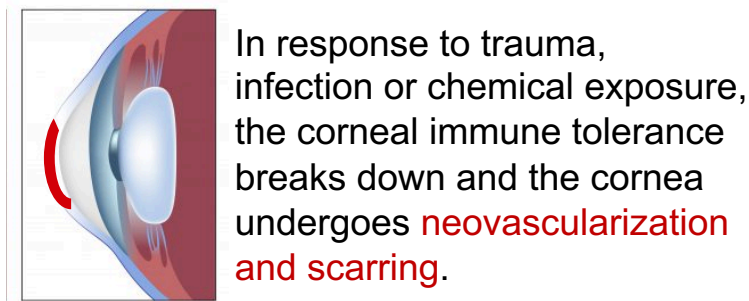 In response to trauma,
infection or chemical exposure,
the corneal immune tolerance
breaks down and the cornea
undergoes neovascularization
and scarring.